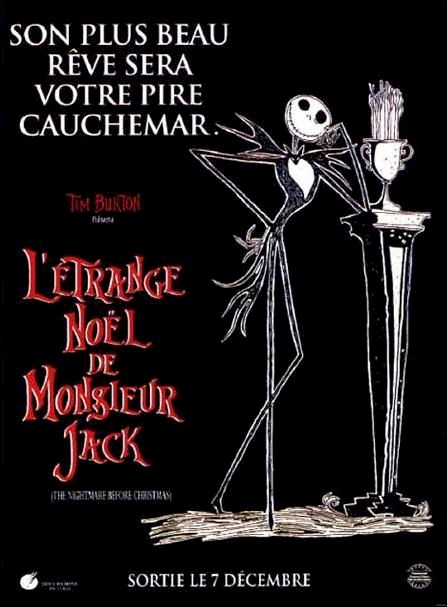 SON PLUS BEAU
RÊVE SERA
VOTRE PIRE
CAUCHEMAR.
TIM BURTON
Présente
L'ÉTRANGE
NOËL
DE
MONSIEUR
JACK
(THE NIGHTMARE BEFORE CHRISTMAS)
SORTIE LE 7 DÉCEMBRE